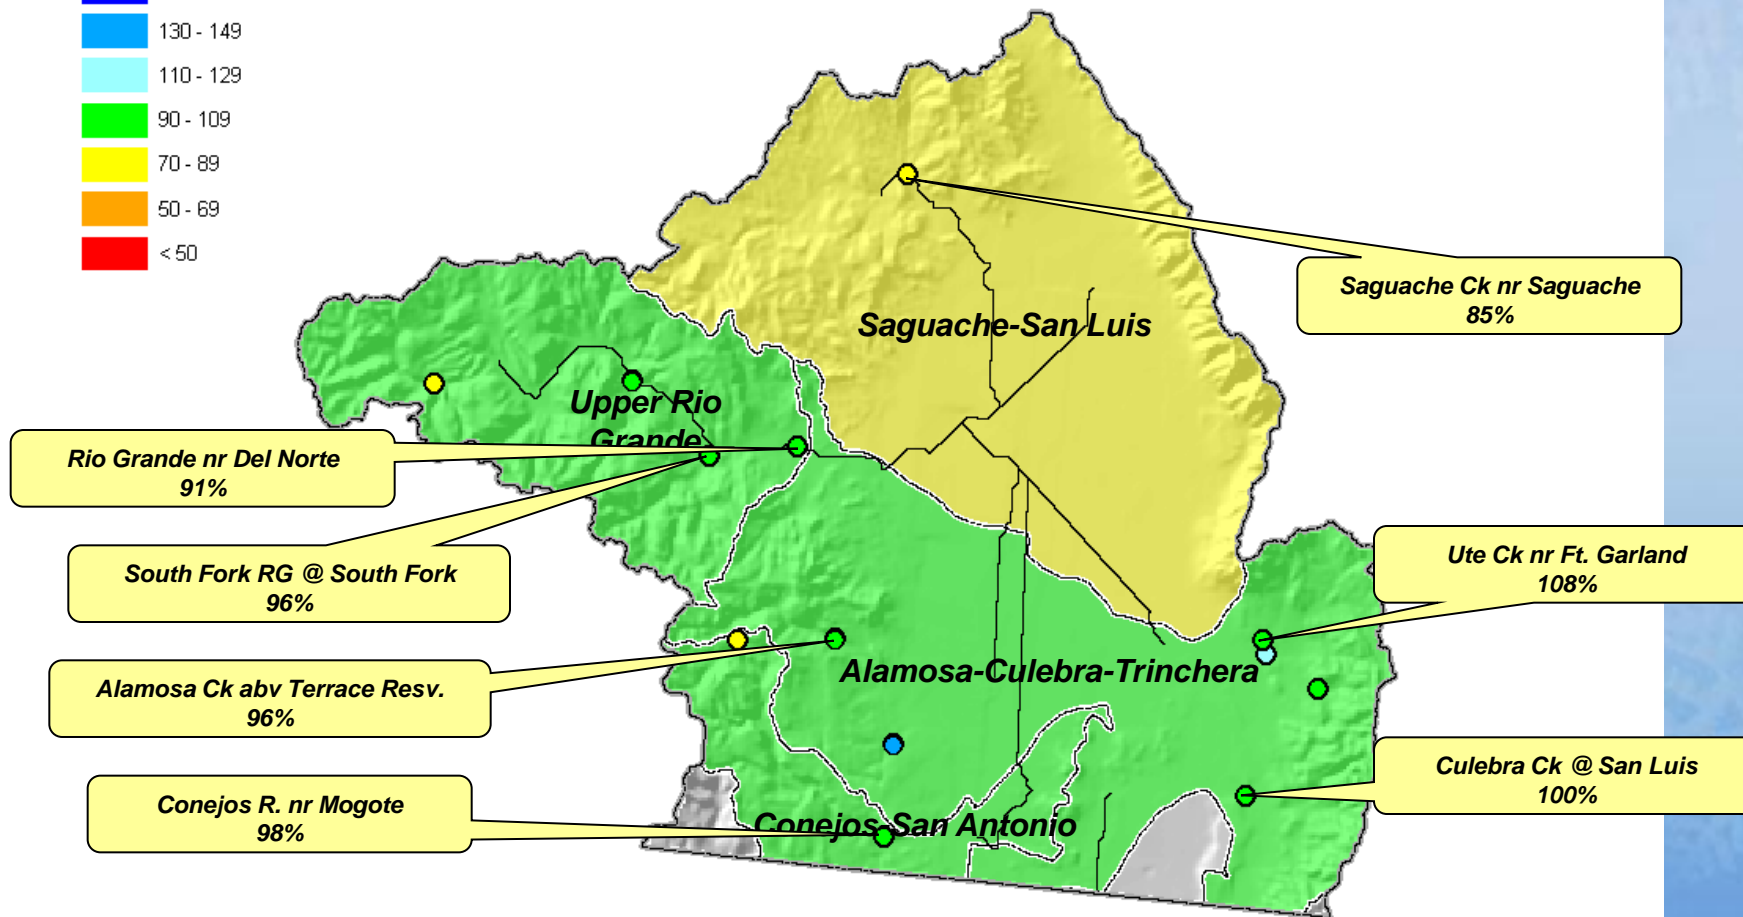 130 - 149
110 - 129
90 - 109
70 - 89
50 - 69
< 50
Saguache Ck nr Saguache
85%
Saguache-San Luis
Upper Rio
Grande
Rio Grande nr Del Norte
91%
South Fork RG @ South Fork
96%
Ute Ck nr Ft. Garland
108%
Alamosa-Culebra-Trinchera
Alamosa Ck abv Terrace Resv.
96%
Culebra Ck @ San Luis
100%
Conejos R. nr Mogote
98%
Conejos-San Antonio